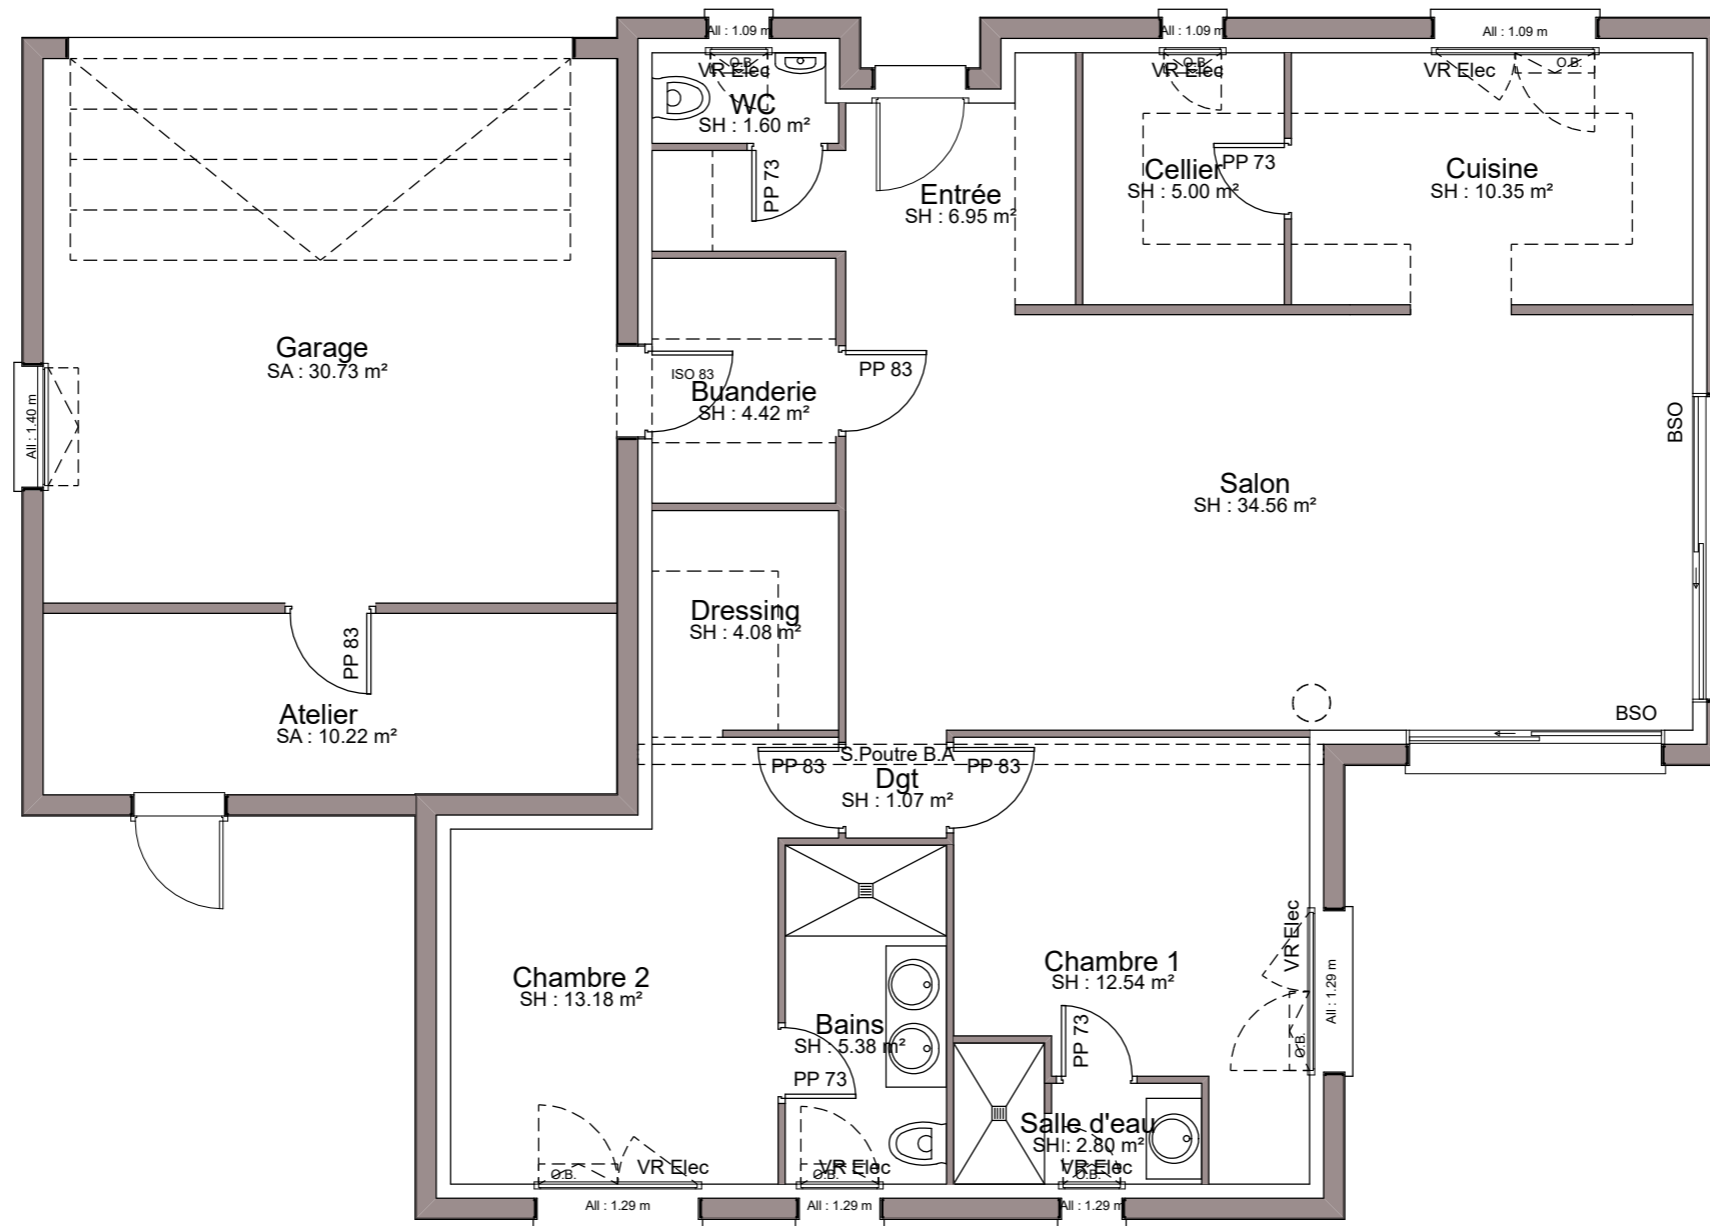 All : 1.09 m
All : 1.09 m
All : 1.09 m
O.B.
VR Elec
O.B.
VR Elec
VR Elec
O.B.
WC
SH : 1.60 m²
PP 73
Entrée
SH : 6.95 m²
Cellier
SH : 5.00 m²
PP 73
Cuisine
SH : 10.35 m²
Garage
SA : 30.73 m²
All : 1.40 m
ISO 83
Buanderie
SH : 4.42 m²
PP 83
BSO
Salon
SH : 34.56 m²
Dressing
SH : 4.08 m²
PP 83
Atelier
SA : 10.22 m²
BSO
S.Poutre B.A
PP 83
PP 83
Dgt
SH : 1.07 m²
VR Elec
Chambre 2
SH : 13.18 m²
Chambre 1
SH : 12.54 m²
All : 1.29 m
O.B.
Bains
SH : 5.38 m²
PP 73
PP 73
Salle d'eau
SH : 2.80 m²
O.B.
VR Elec
O.B.
VR Elec
O.B.
VR Elec
All : 1.29 m
All : 1.29 m
All : 1.29 m